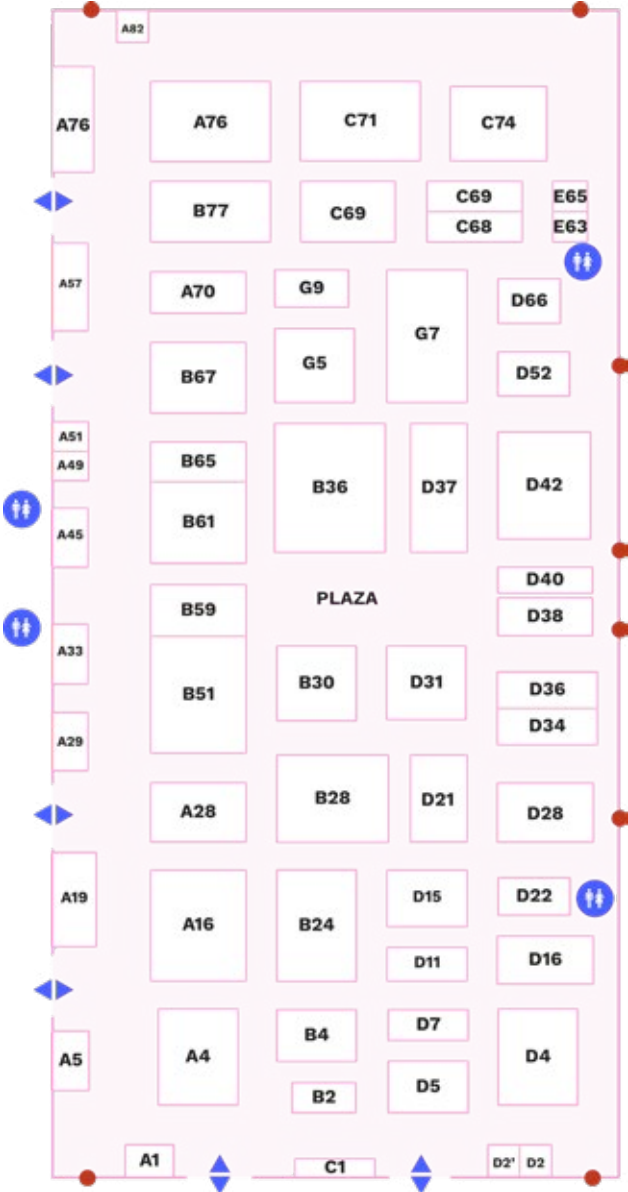 A82
A76
A76
C71
C74
B77
C69
C69
E65
C68
E63
A57
A70
G9
G7
D66
B67
G5
D52
A51
A49
B65
B36
D37
D42
B61
A45
B59
PLAZA
D40
D38
A33
B51
B30
D31
D36
D34
A29
A28
B28
D21
D28
A19
A16
B24
D15
D22
D11
D16
A5
A4
B4
D7
D4
B2
D5
A1
C1
D2'
D2